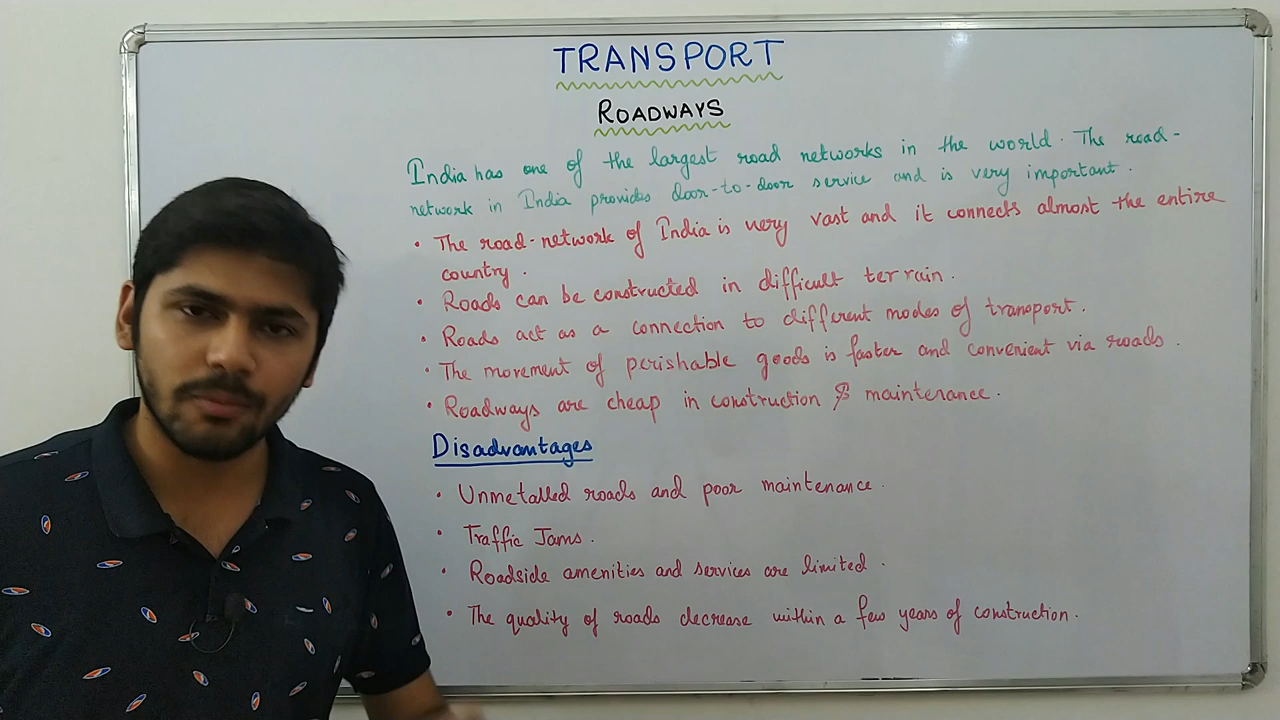 TRANSPORT
ROADWAYS
India has one of the largest road networks in the world. The road-
network in India provides door-to-door service and is very important.
• The road-network of India is very vast and it connects almost the entire
country.
• Roads can be constructed in difficult terrain.
• Roads act as a connection to different modes of transport.
• The movement of perishable goods is faster and convenient via roads.
• Roadways are cheap in construction & maintenance.
Disadvantages
• Unmetalled roads and poor maintenance.
• Traffic Jams.
• Roadside amenities and services are limited.
• The quality of roads decrease within a few years of construction.